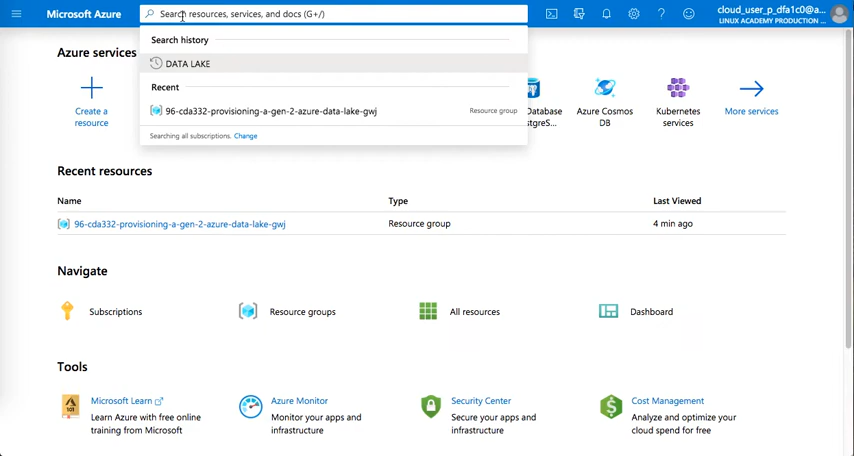 Microsoft Azure
Search resources, services, and docs (G+/)
cloud_user_p_dfa1c0@a...
LINUX ACADEMY PRODUCTION ...
Search history
DATA LAKE
Recent
96-cda332-provisioning-a-gen-2-azure-data-lake-gwj Resource group
Searching all subscriptions. Change
Azure services
Create a
resource
Database
stgreS...
Azure Cosmos
DB
Kubernetes
services
More services
Recent resources
Name Type Last Viewed
96-cda332-provisioning-a-gen-2-azure-data-lake-gwj Resource group 4 min ago
Navigate
Subscriptions Resource groups All resources Dashboard
Tools
101
Microsoft Learn
Learn Azure with free online
training from Microsoft
Azure Monitor
Monitor your apps and
infrastructure
Security Center
Secure your apps and
infrastructure
$
Cost Management
Analyze and optimize your
cloud spend for free